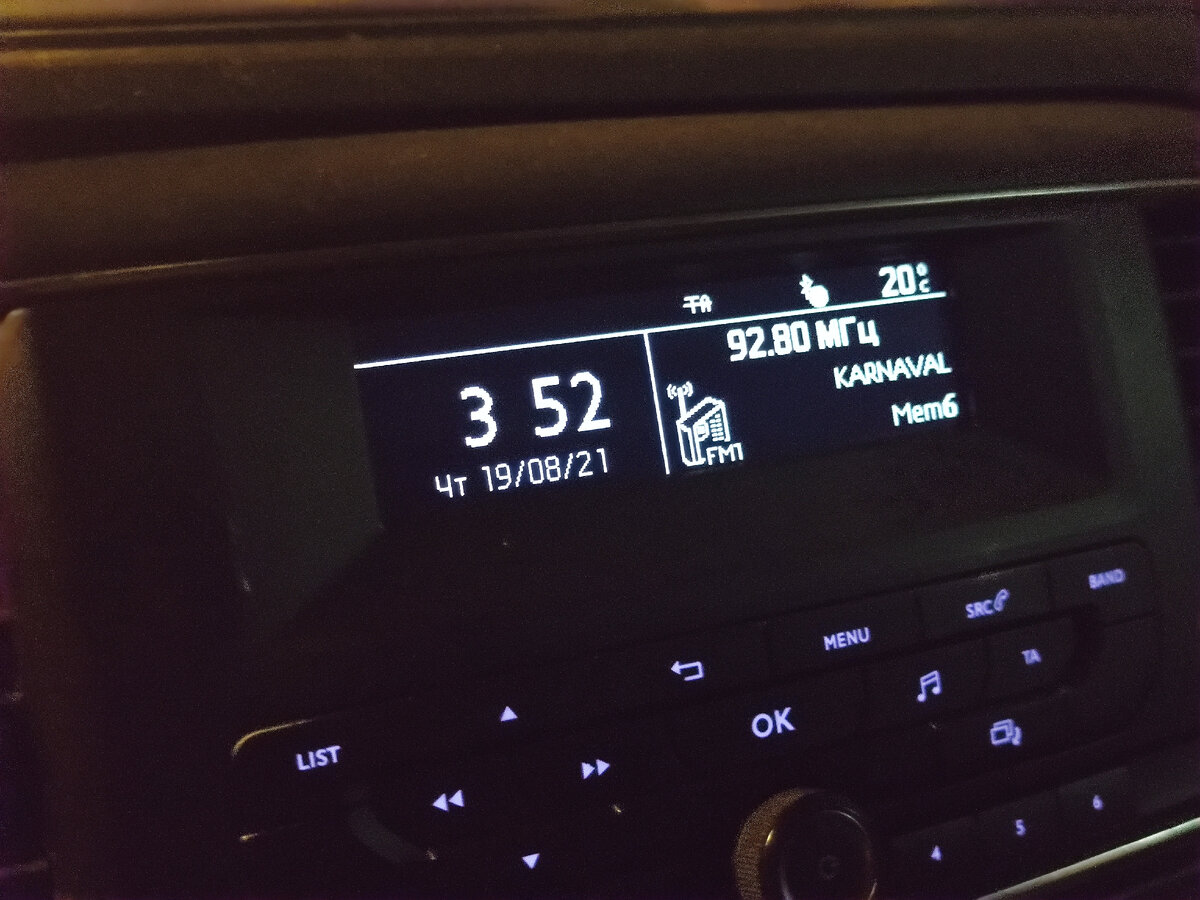 TA
20°C
92.80 МГц
KARNAVAL
Mem6
FM1
3 52
Чт 19/08/21
BAND
SRC
MENU
TA
OK
LIST
4 5 6